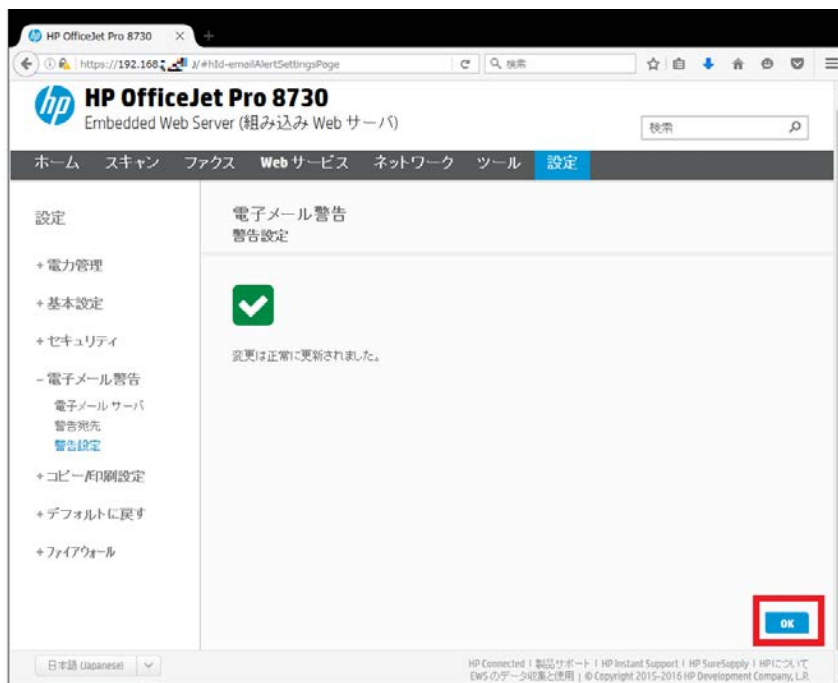 HP OfficeJet Pro 8730
https://192.168. /#hId-emailAlertSettingsPage
検索
hp
HP OfficeJet Pro 8730
Embedded Web Server (組み込み Web サーバ)
検索
ホーム スキャン ファクス Web サービス ネットワーク ツール 設定
設定
電子メール警告
警告設定
+ 電力管理
+ 基本設定
+ セキュリティ
変更は正常に更新されました。
- 電子メール警告
電子メール サーバ
警告宛先
警告設定
+ コピー/印刷設定
+ デフォルトに戻す
+ ファイアウォール
OK
日本語 (Japanese)
HP Connected | 製品サポート | HP Instant Support | HP SureSupply | HPについて
EWS のデータ収集と使用 | © Copyright 2015-2016 HP Development Company, L.P.